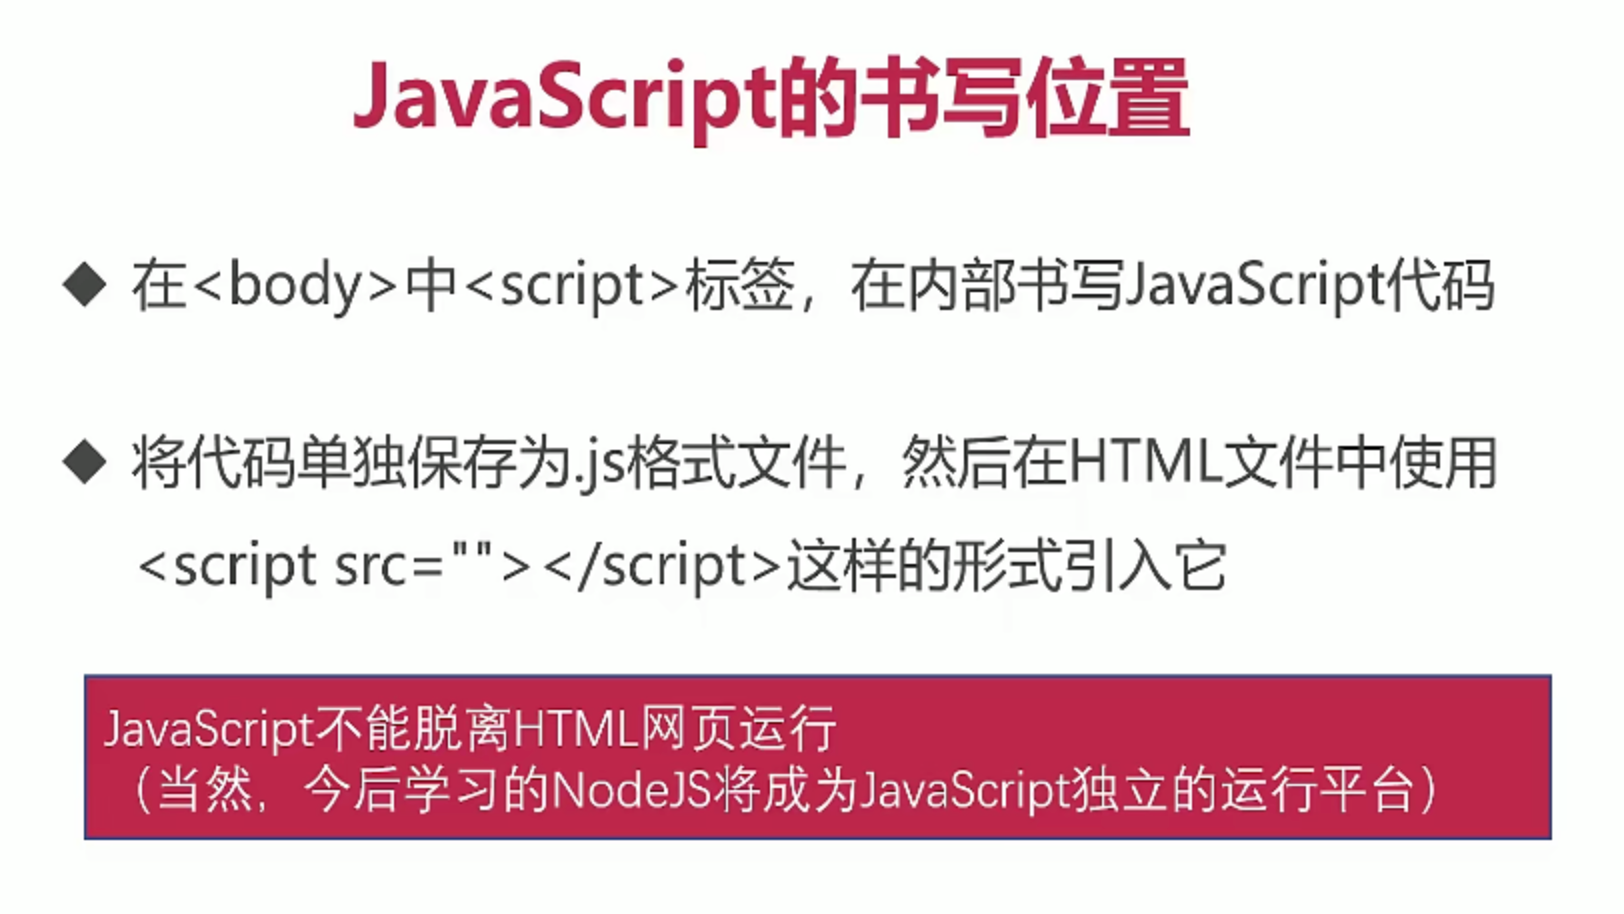 JavaScript的书写位置
◆ 在<body>中<script>标签，在内部书写JavaScript代码
◆ 将代码单独保存为.js格式文件，然后在HTML文件中使用
<script src=""></script>这样的形式引入它
JavaScript不能脱离HTML网页运行
（当然，今后学习的NodeJS将成为JavaScript独立的运行平台）